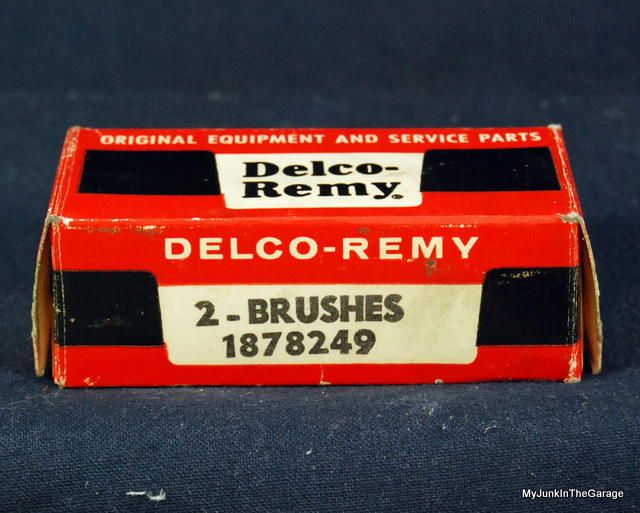 ORIGINAL EQUIPMENT AND SERVICE PARTS
Delco-
Remy®
DELCO-REMY
2-BRUSHES
1878249
MyJunkInTheGarage